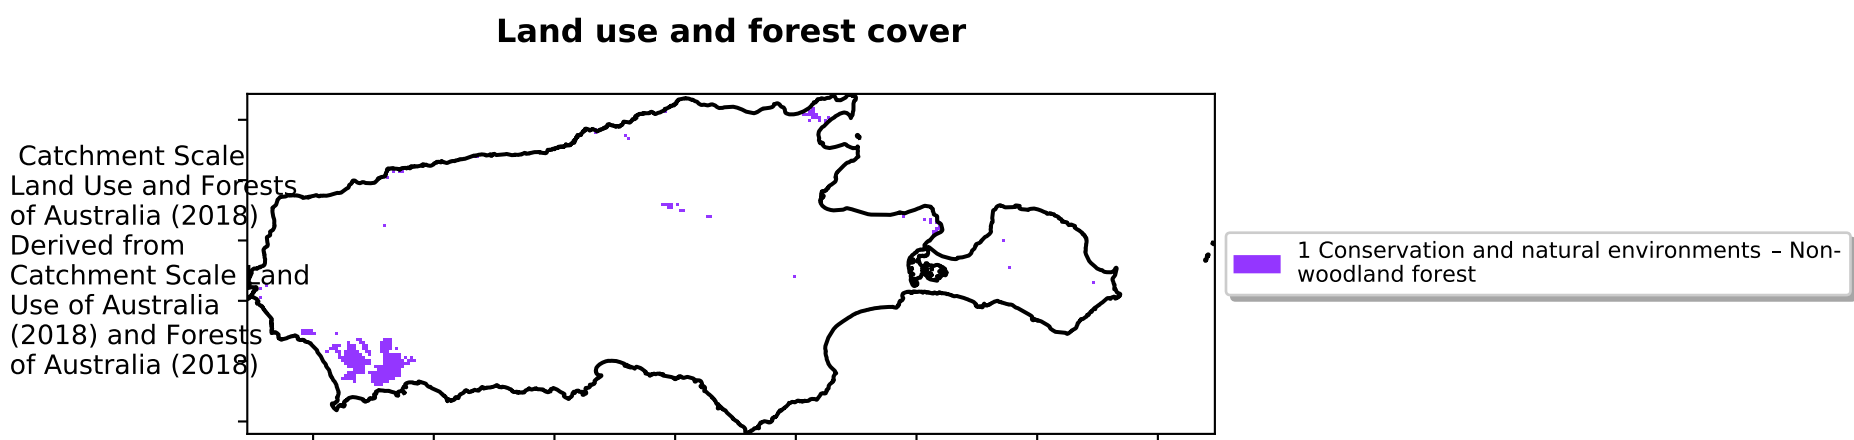 Land use and forest cover
Catchment Scale
Land Use and Forests
of Australia (2018)
Derived from
Catchment Scale Land
Use of Australia
(2018) and Forests
of Australia (2018)
1 Conservation and natural environments – Non-
woodland forest